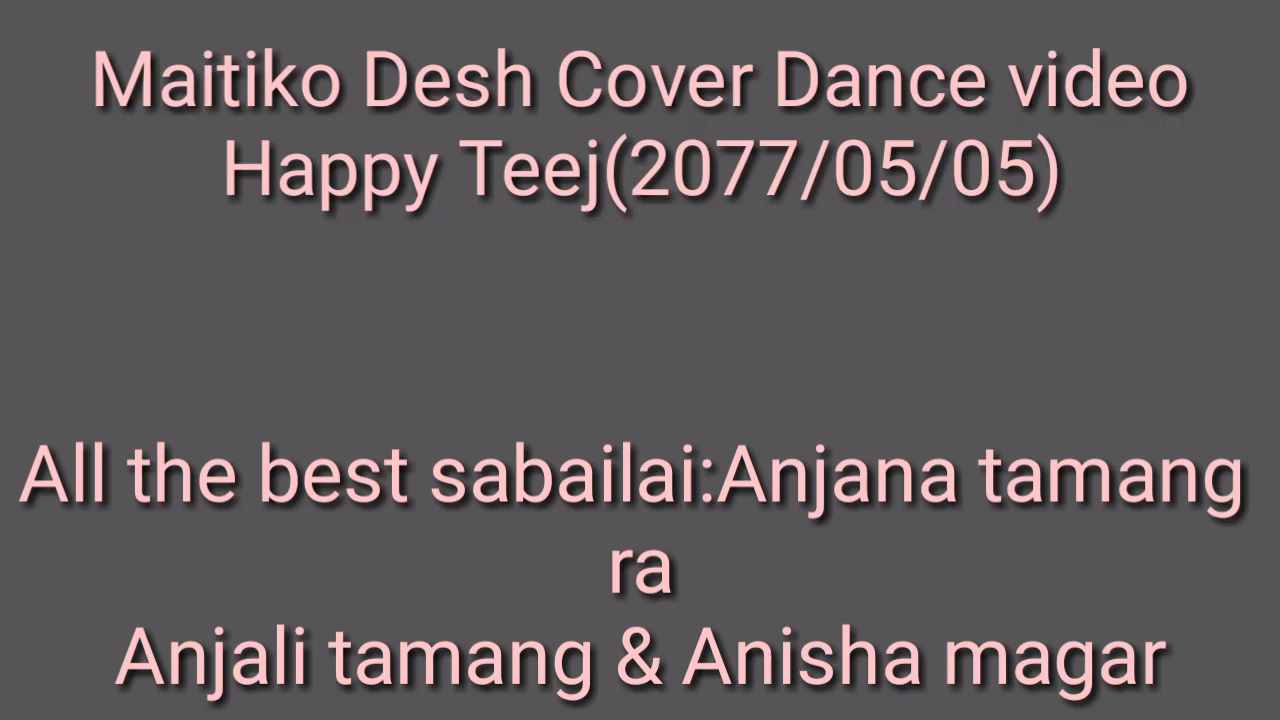 Maitiko Desh Cover Dance video
Happy Teej(2077/05/05)
All the best sabailai:Anjana tamang
ra
Anjali tamang & Anisha magar